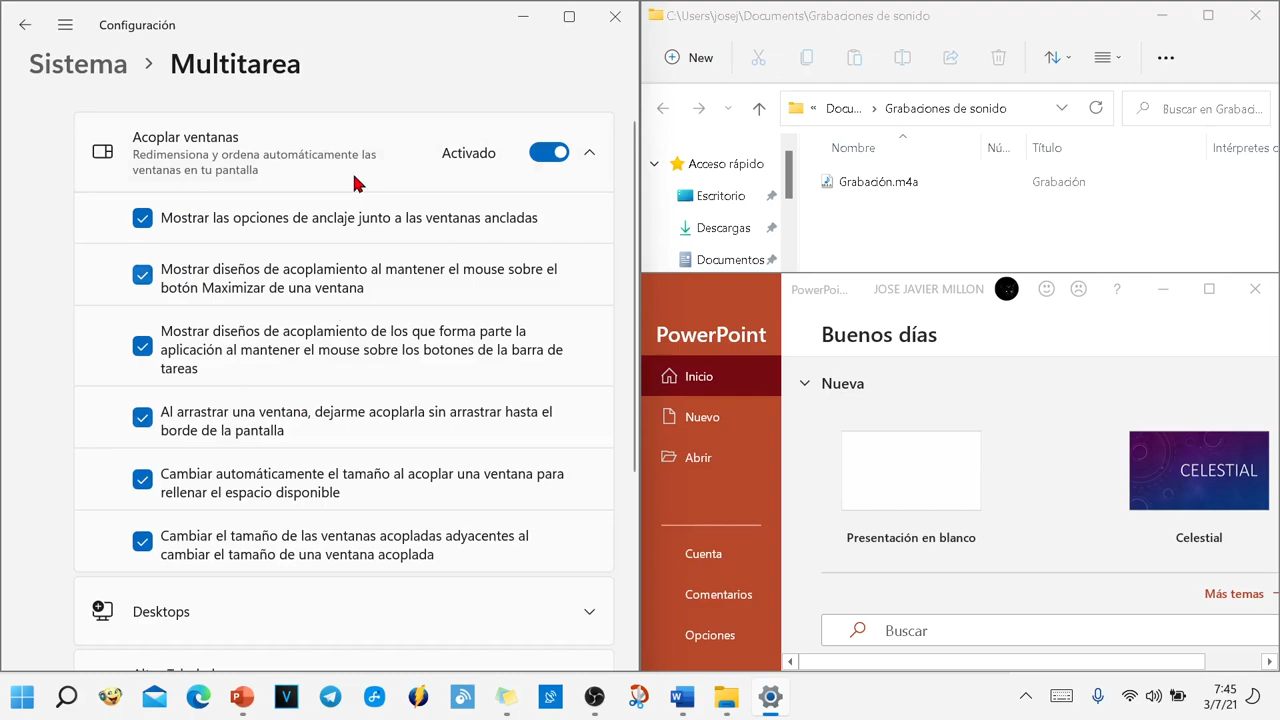 Configuración
Sistema > Multitarea
Acoplar ventanas
Redimensiona y ordena automáticamente las
ventanas en tu pantalla
Activado
Mostrar las opciones de anclaje junto a las ventanas ancladas
Mostrar diseños de acoplamiento al mantener el mouse sobre el
botón Maximizar de una ventana
Mostrar diseños de acoplamiento de los que forma parte la
aplicación al mantener el mouse sobre los botones de la barra de
tareas
Al arrastrar una ventana, dejarme acoplarla sin arrastrar hasta el
borde de la pantalla
Cambiar automáticamente el tamaño al acoplar una ventana para
rellenar el espacio disponible
Cambiar el tamaño de las ventanas acopladas adyacentes al
cambiar el tamaño de una ventana acoplada
Desktops
C:\Users\josej\Documents\Grabaciones de sonido
New
« Docu... > Grabaciones de sonido
Buscar en Grabaci...
Acceso rápido
Escritorio
Descargas
Documentos
Nombre Nú... Título Intérpretes c
Grabación.m4a Grabación
PowerPoi... JOSE JAVIER MILLON ?
PowerPoint
Inicio
Nuevo
Abrir
Cuenta
Comentarios
Opciones
Buenos días
Nueva
CELESTIAL
Presentación en blanco
Celestial
Más temas
Buscar
7:45
3/7/21